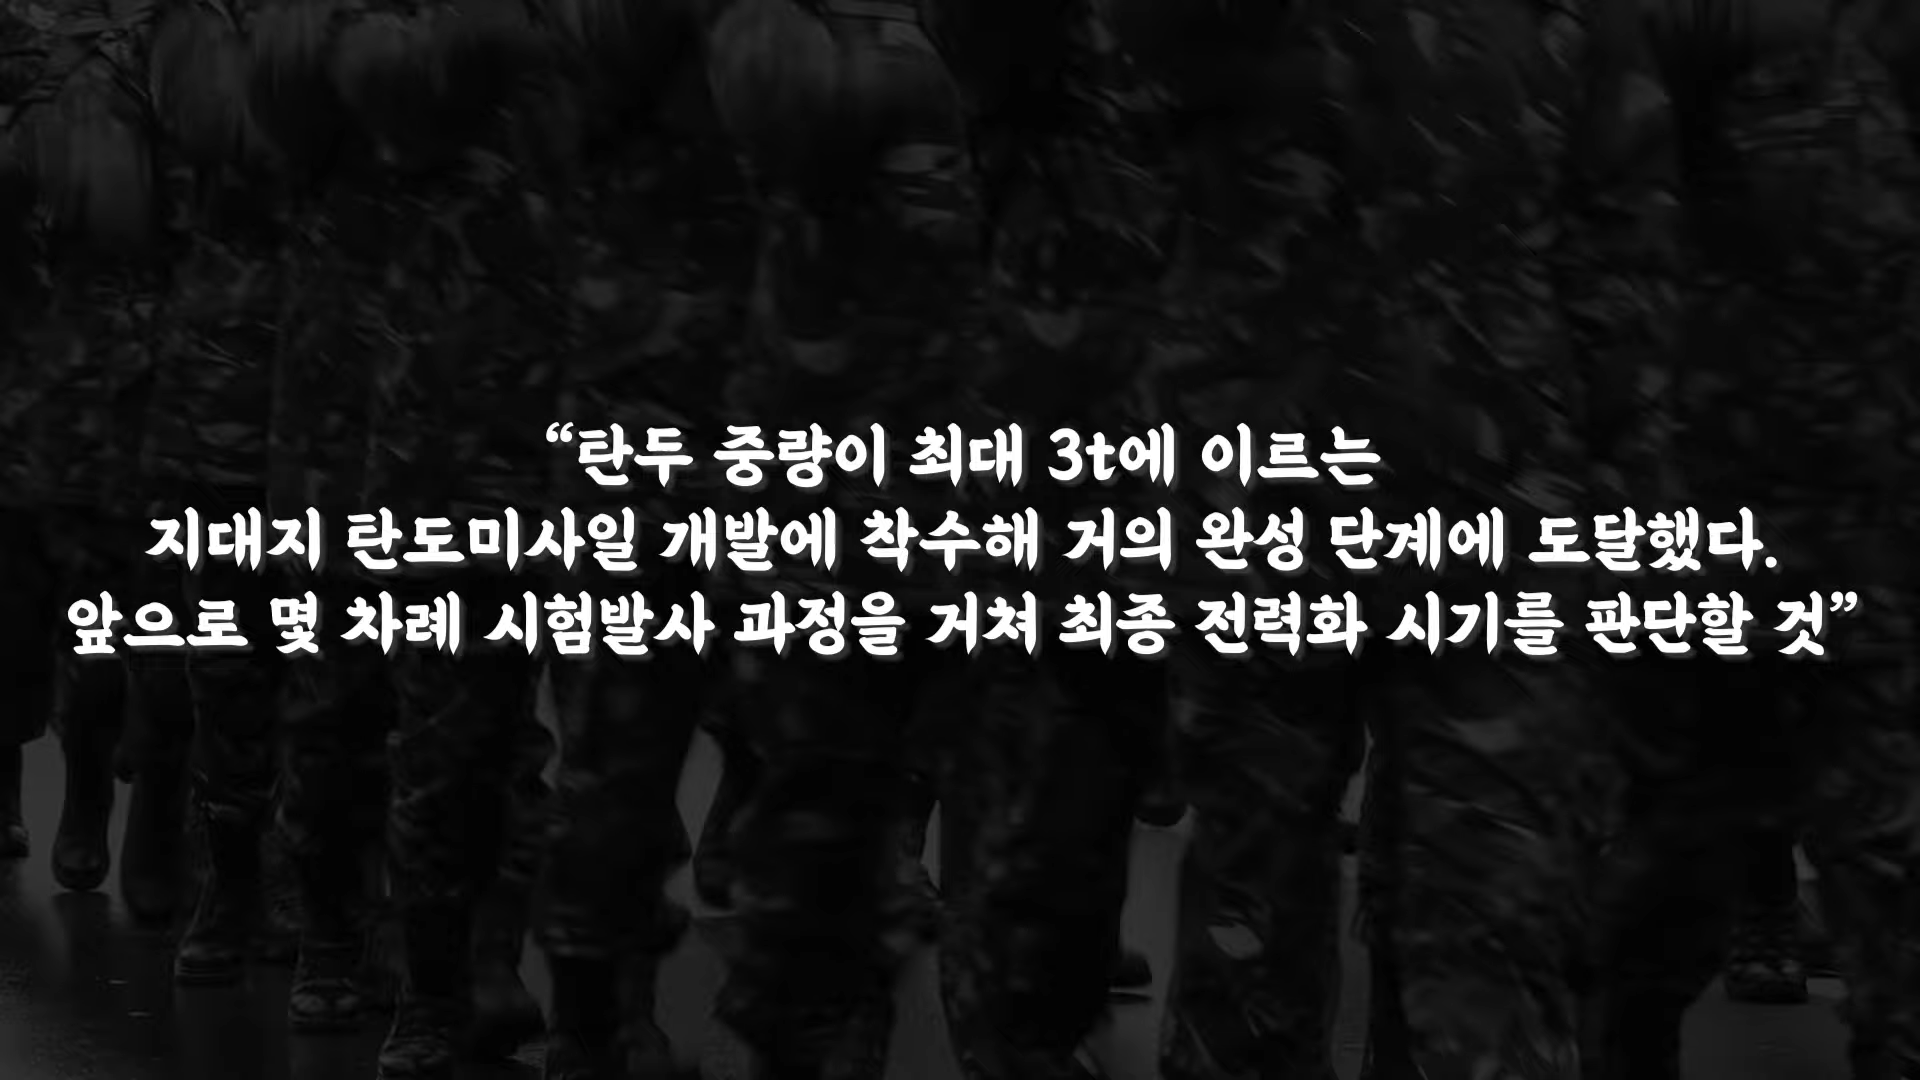 “탄두 중량이 최대 3t에 이르는
지대지 탄도미사일 개발에 착수해 거의 완성 단계에 도달했다.
앞으로 몇 차례 시험발사 과정을 거쳐 최종 전력화 시기를 판단할 것”